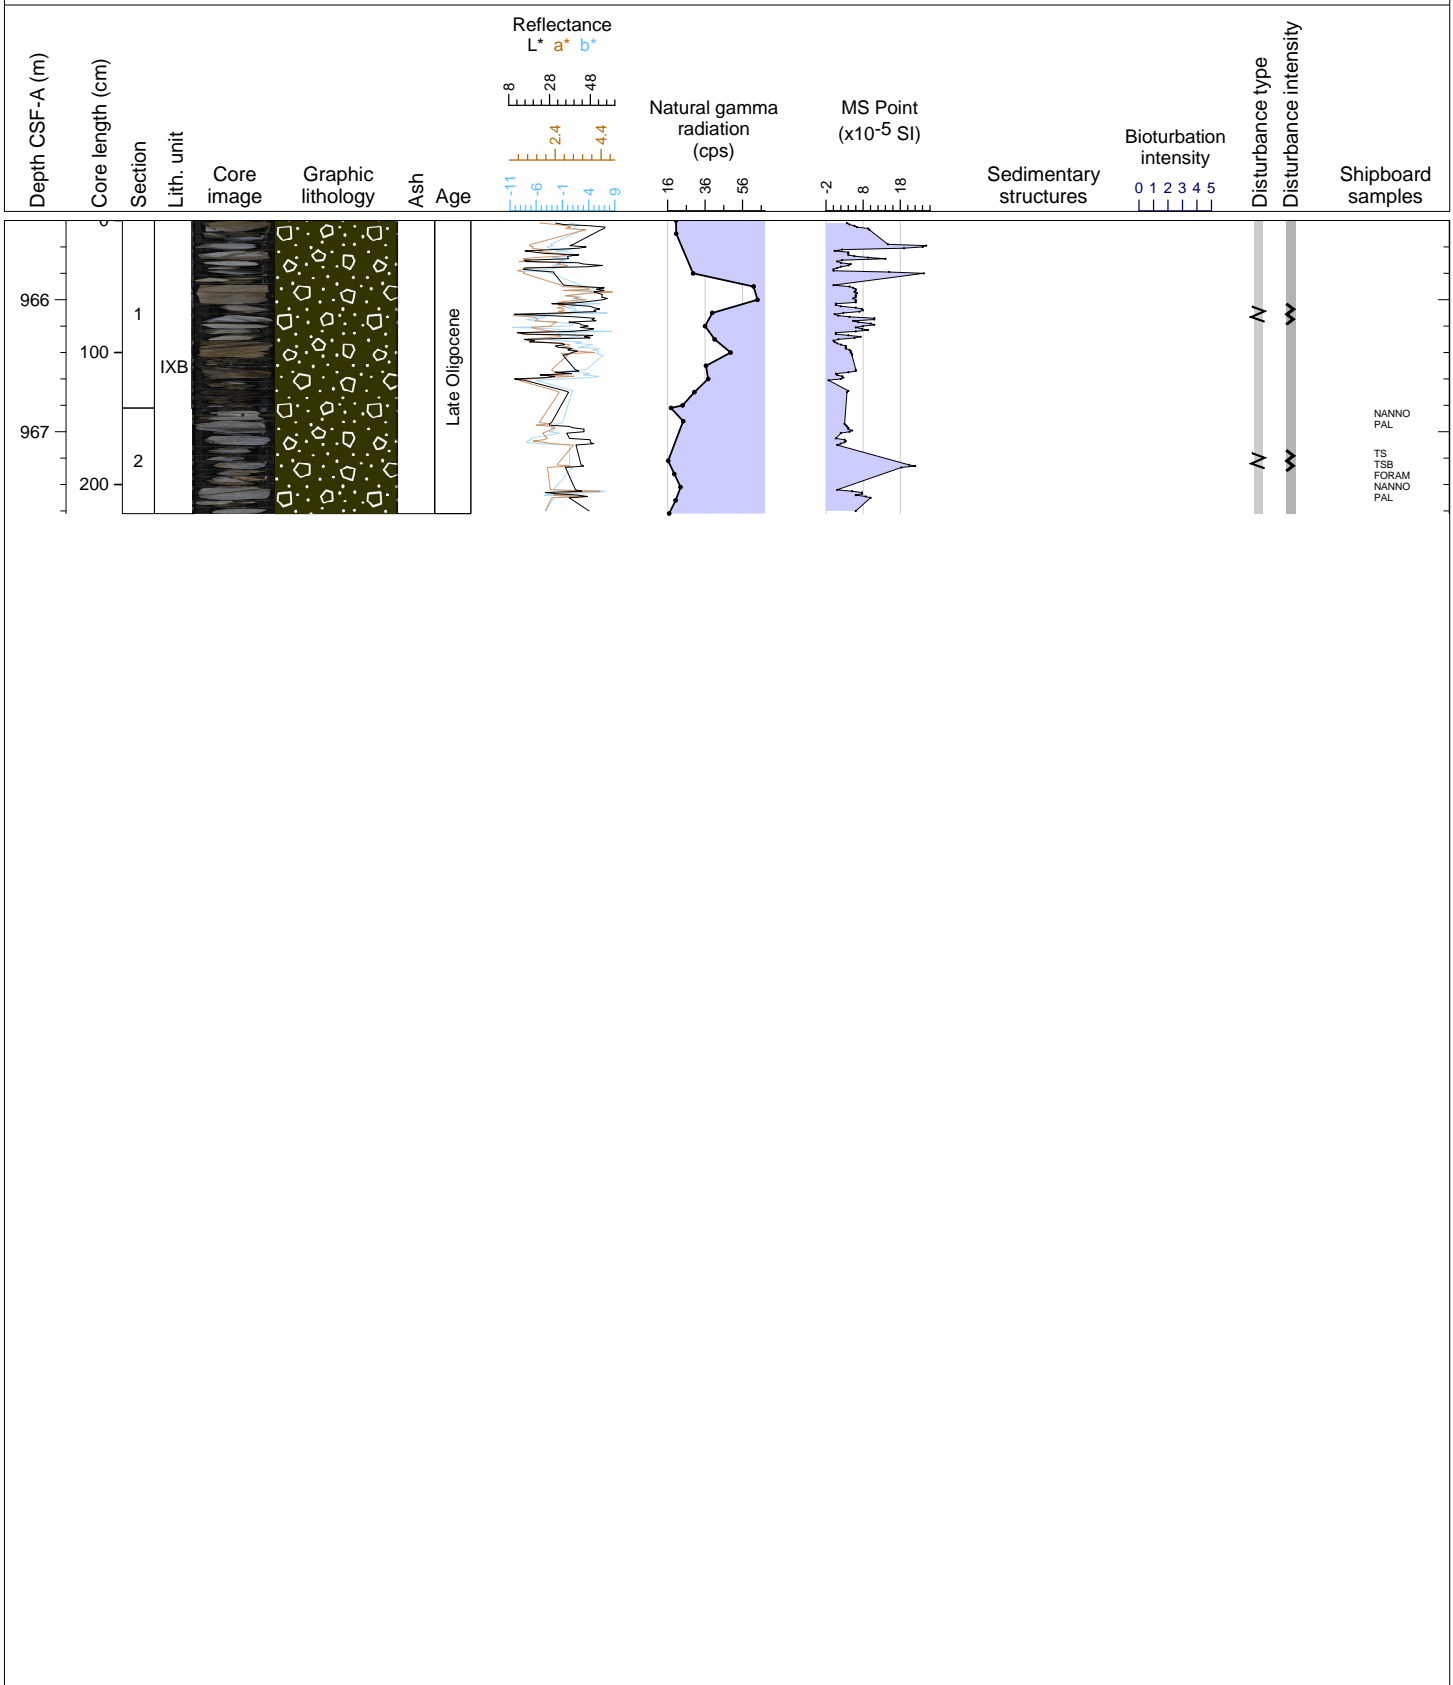 Depth CSF-A (m)
Core length (cm)
Section
Lith. unit
Core
image
Graphic
lithology
Ash
Age
Reflectance
L* a* b*
8 28 48
2.4 4.4
-11 -6 -1 4 9
Natural gamma
radiation
(cps)
16 36 56
MS Point
(x10-5 SI)
-2 8 18
Sedimentary
structures
Bioturbation
intensity
0 1 2 3 4 5
Disturbance type
Disturbance intensity
Shipboard
samples
0
966
1
100
IXB
Late Oligocene
967
NANNO
PAL
2
TS
TSB
FORAM
200
NANNO
PAL